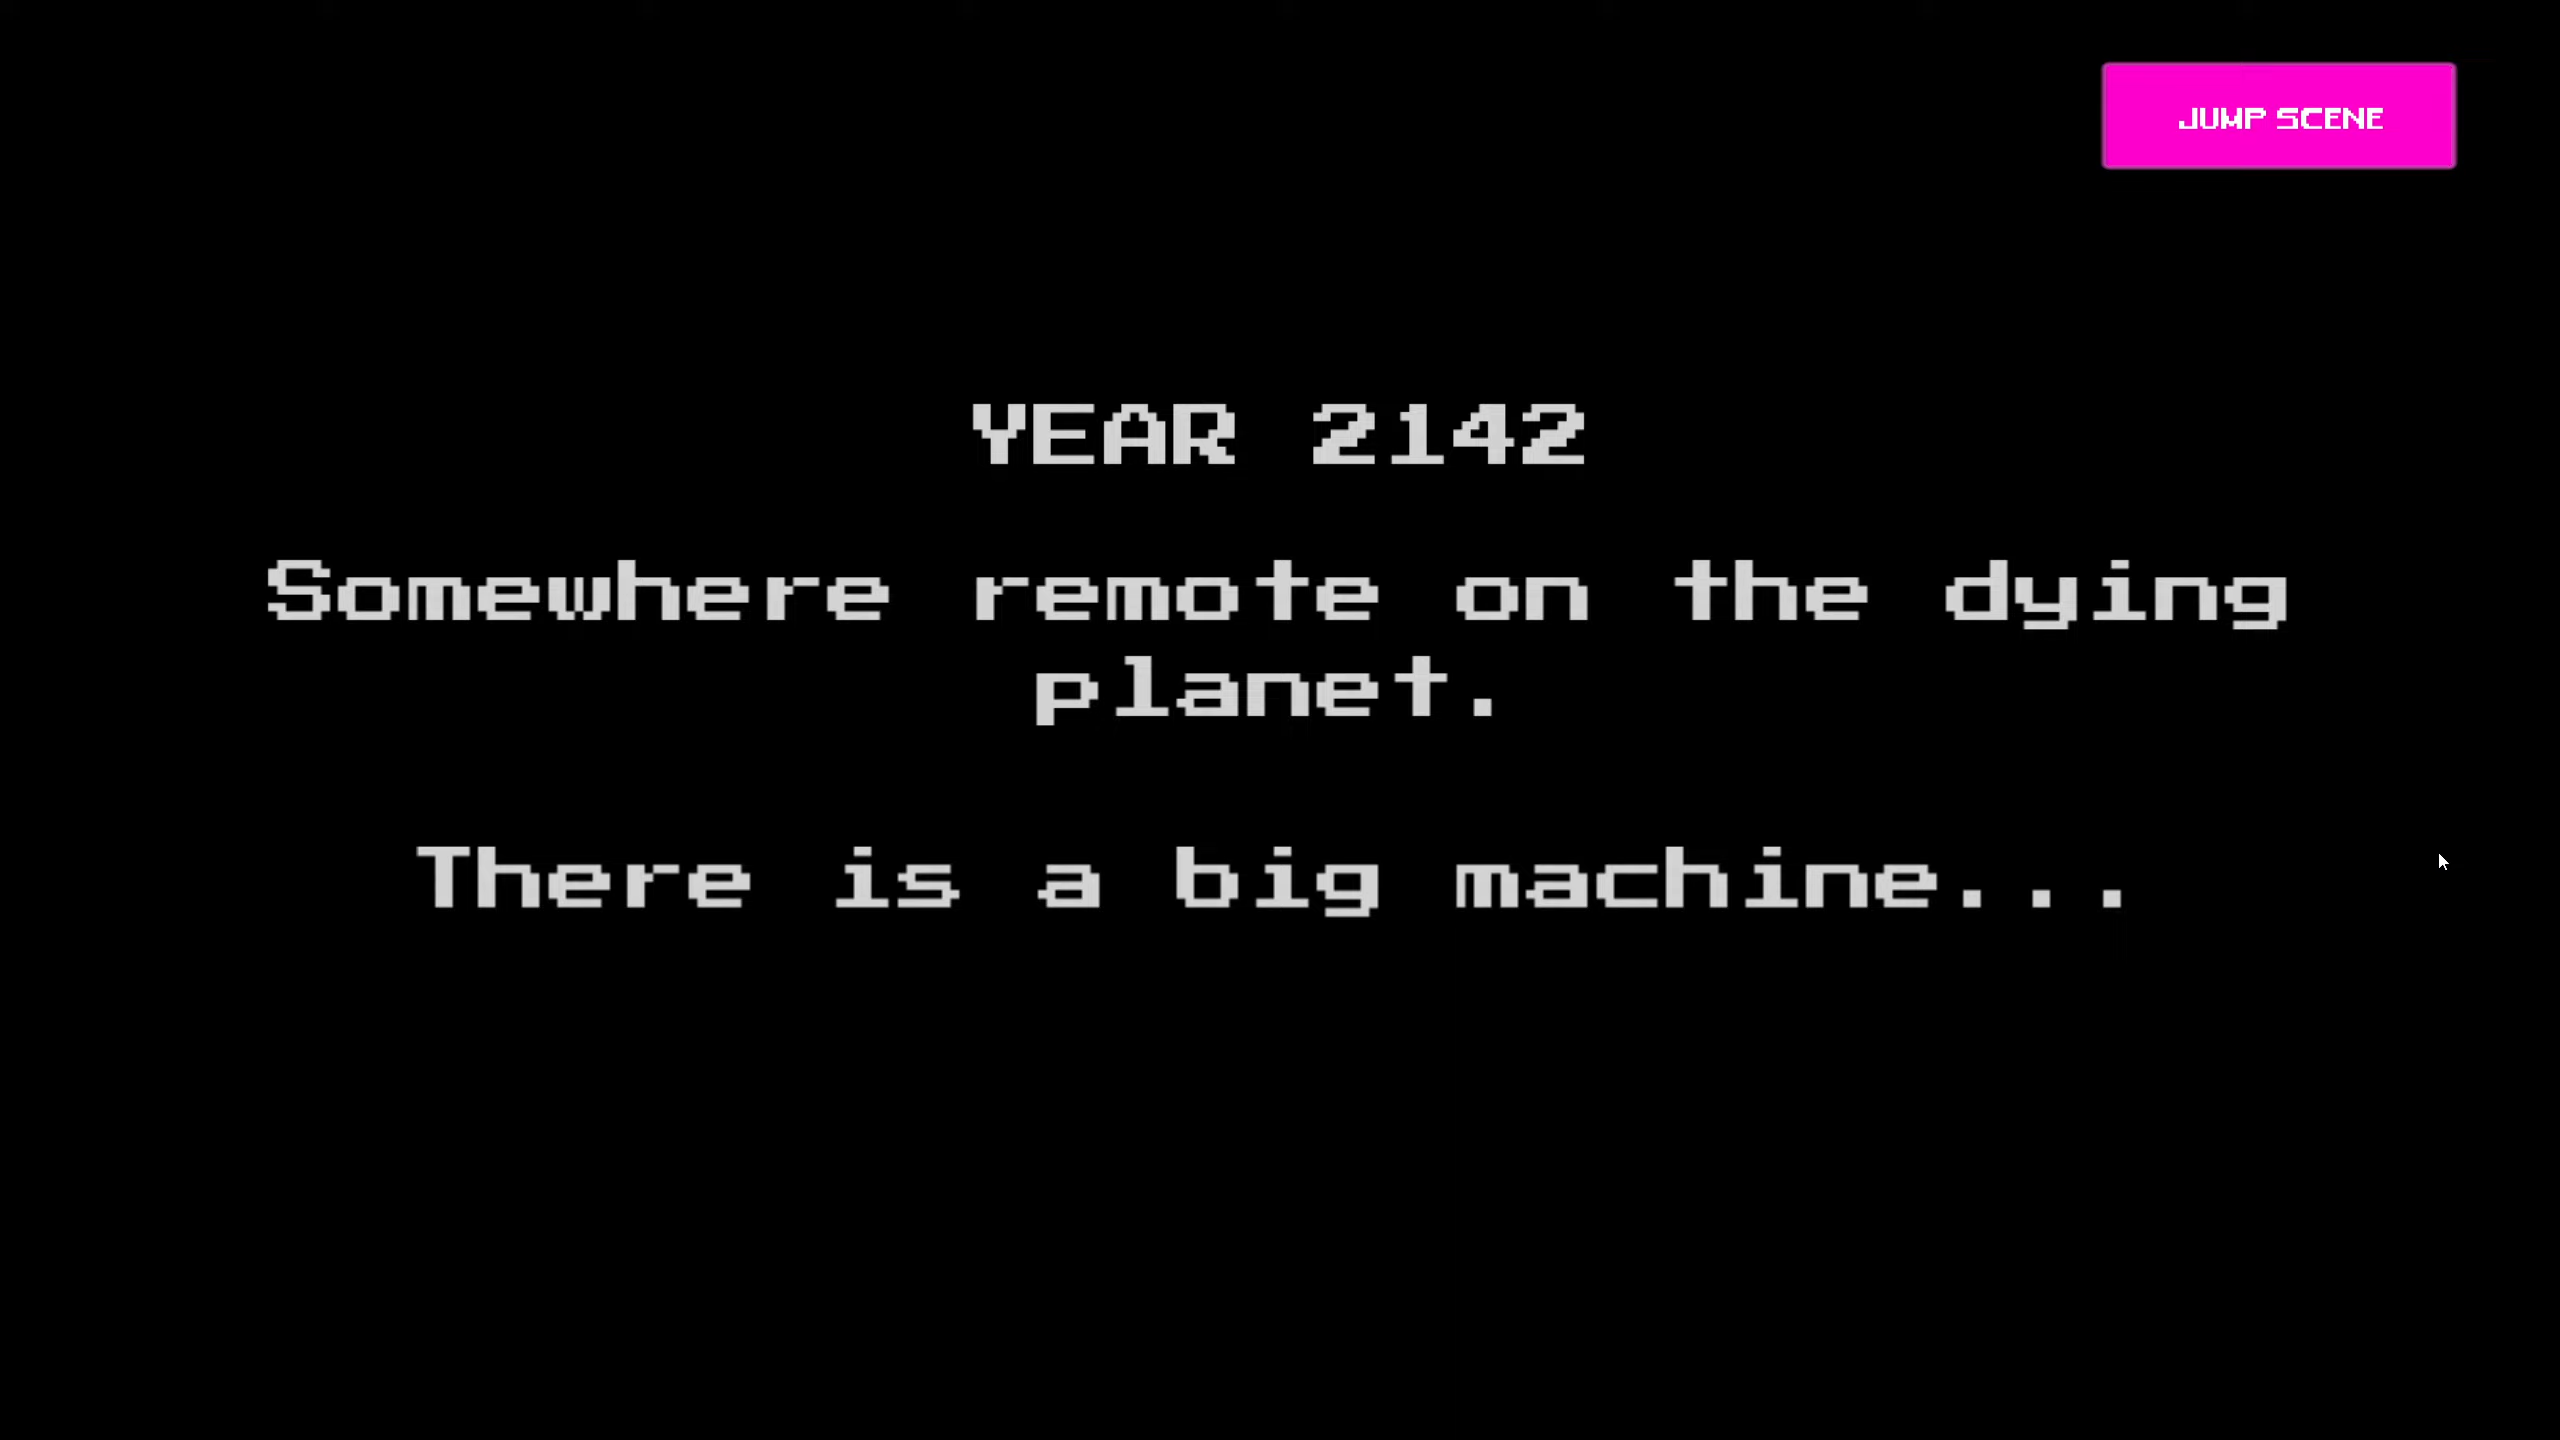 JUMP SCENE
YEAR 2142
Somewhere remote on the dying
planet.
There is a big machine...